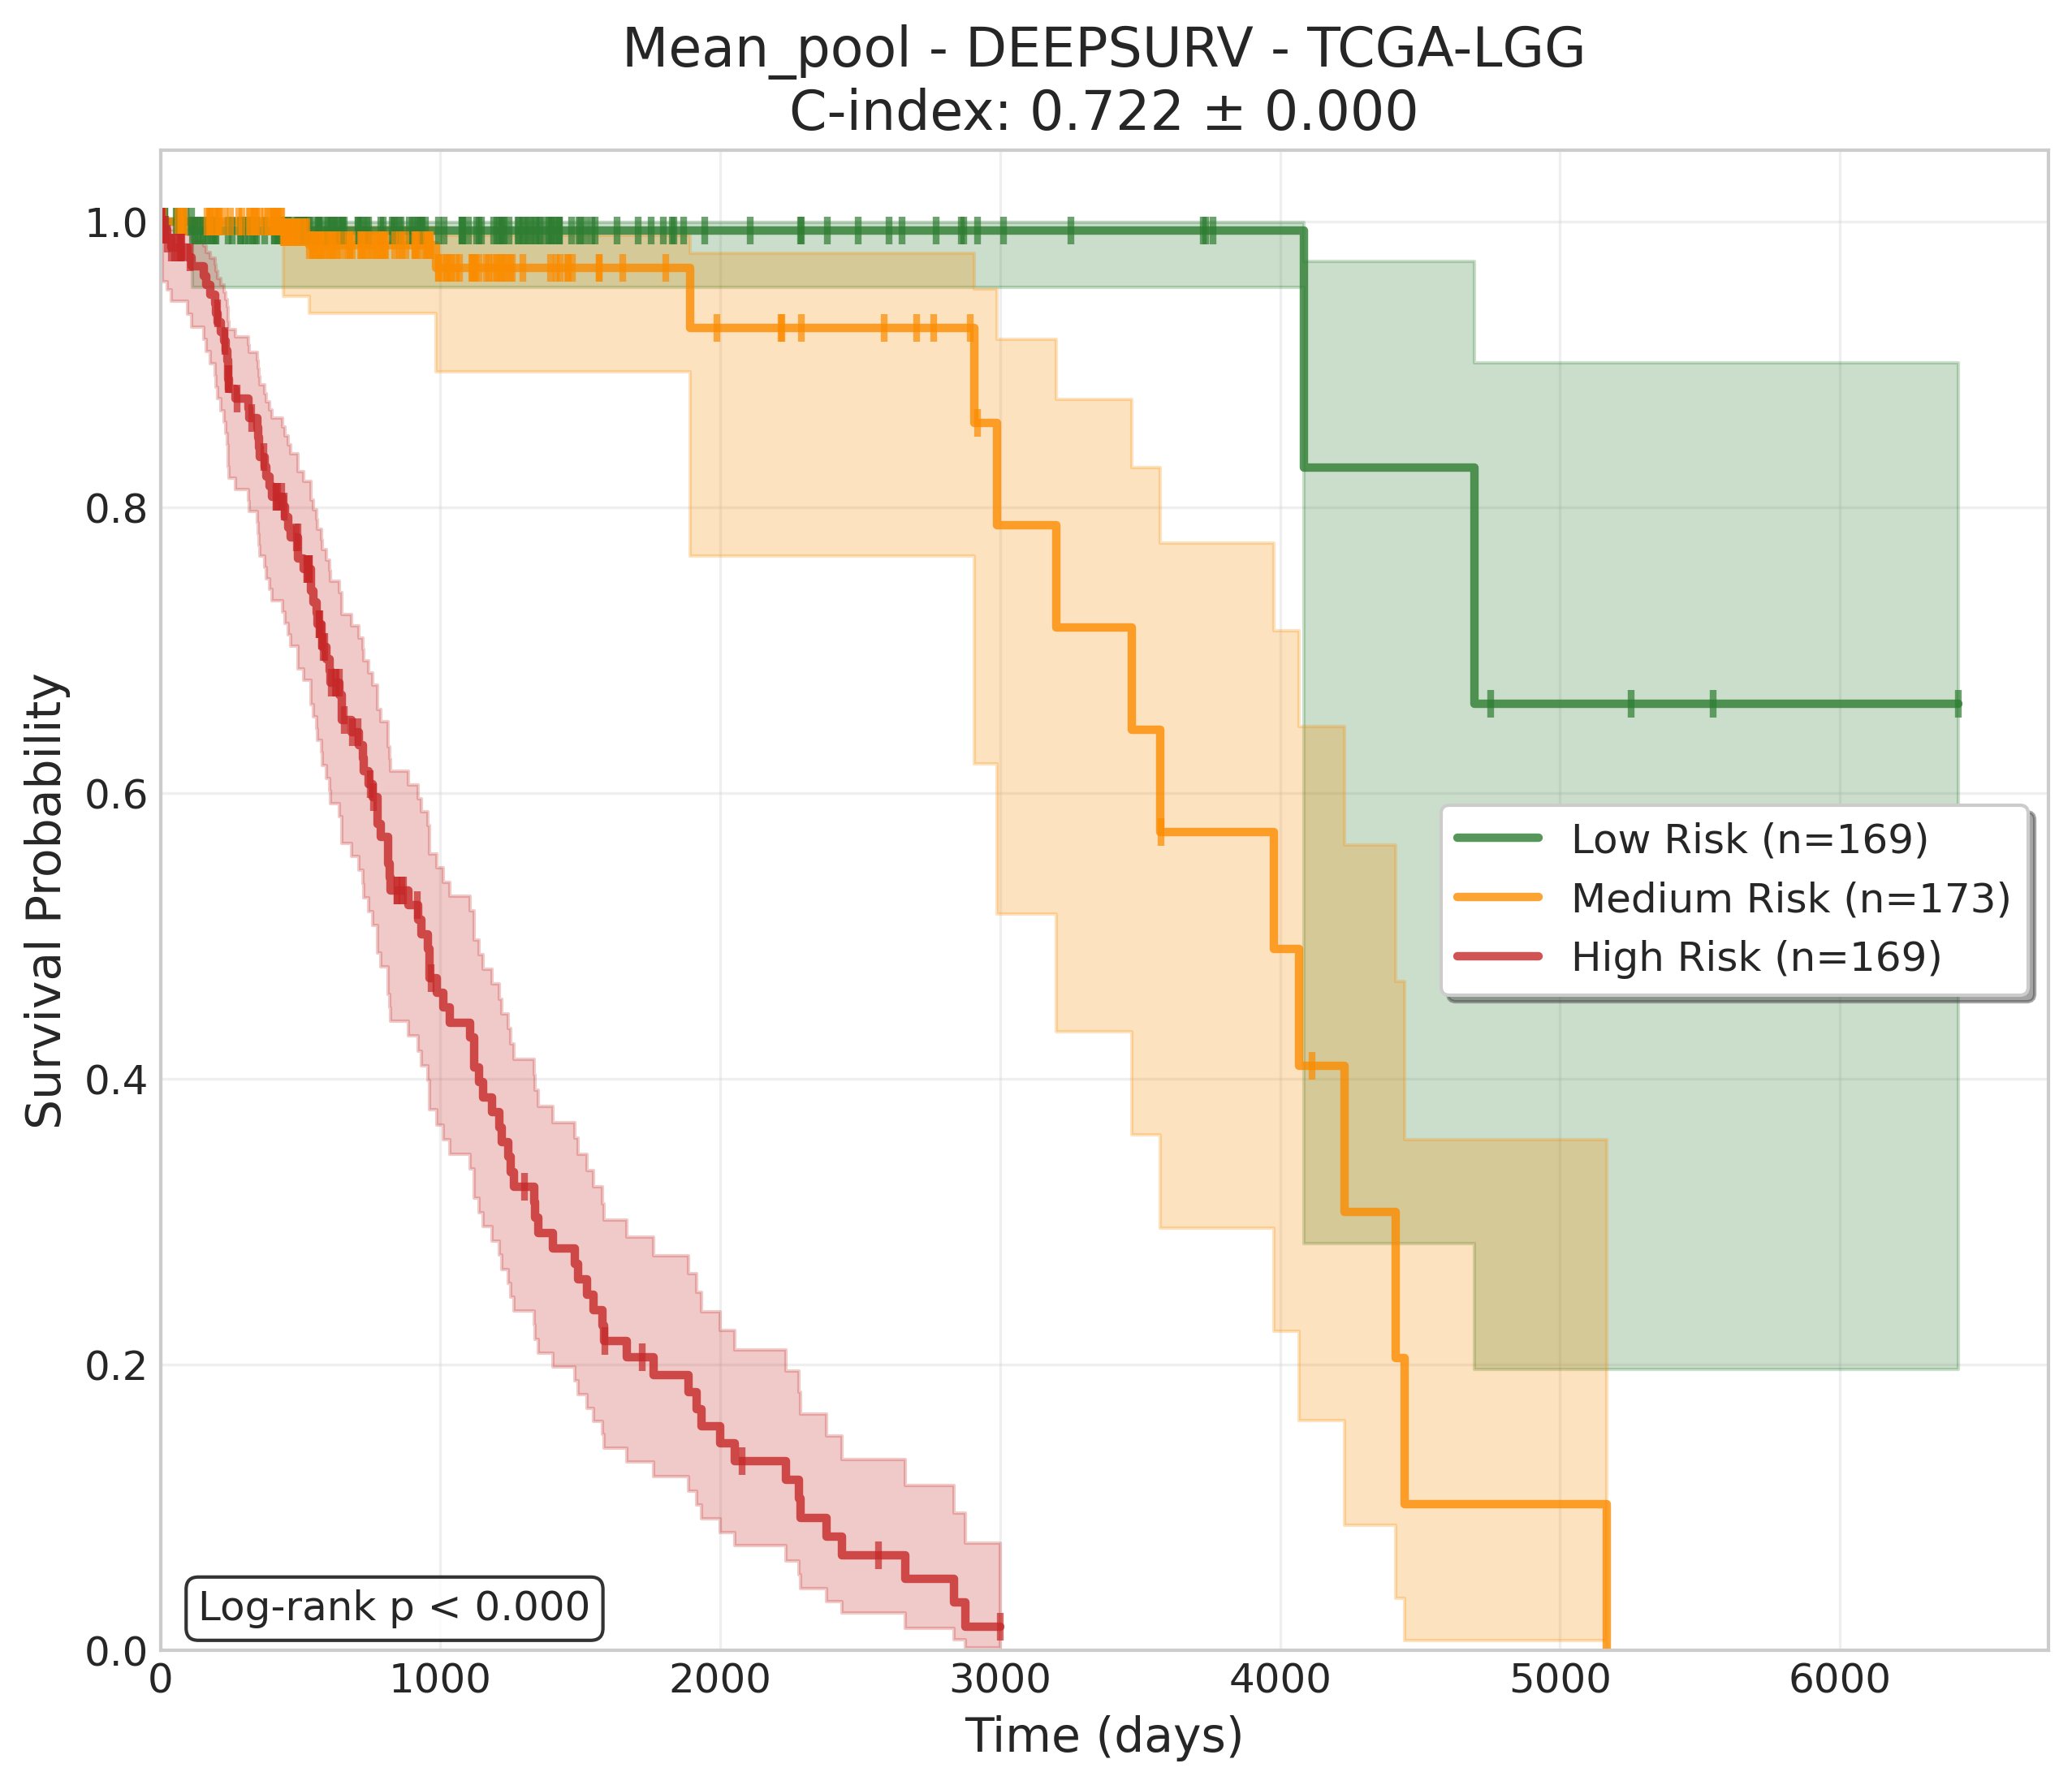 Mean_pool - DEEPSURV - TCGA-LGG
C-index: 0.722 ± 0.000
Survival Probability
1.0
0.8
0.6
0.4
0.2
0.0
Low Risk (n=169)
Medium Risk (n=173)
High Risk (n=169)
Log-rank p < 0.000
0 1000 2000 3000 4000 5000 6000
Time (days)